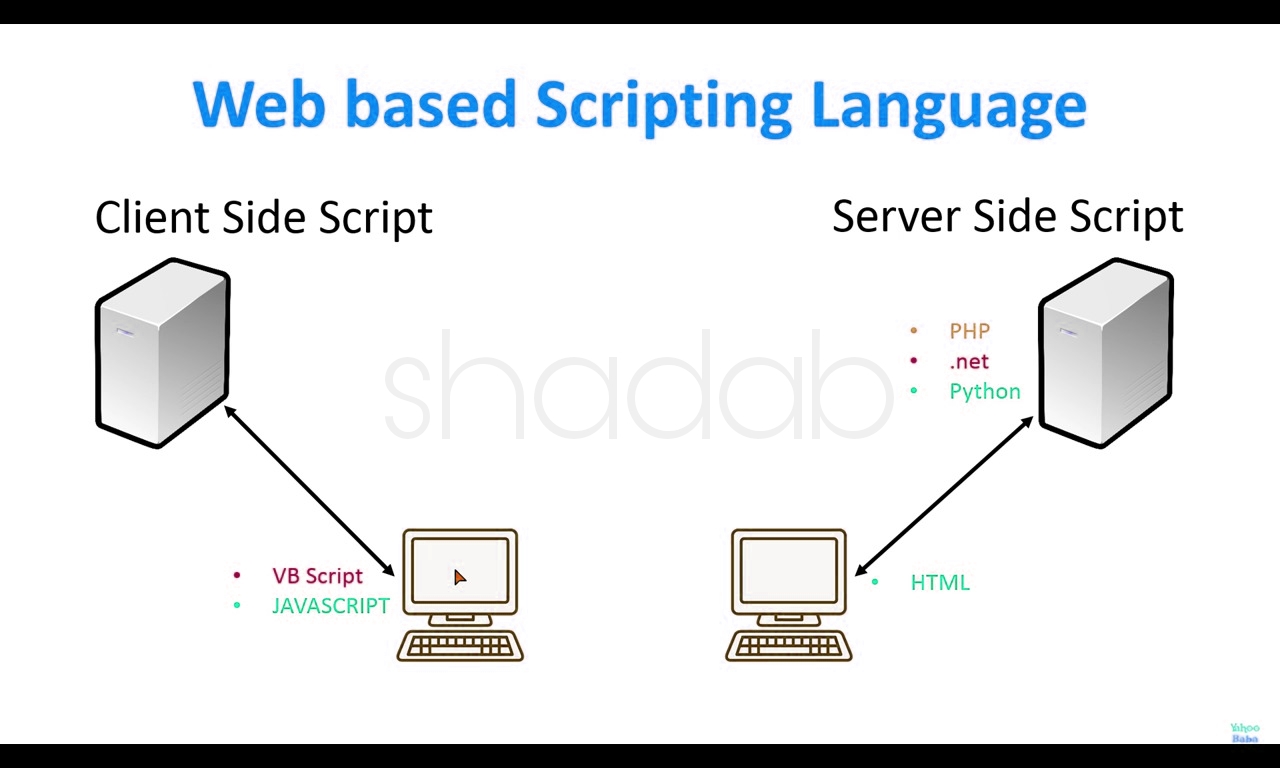 Web based Scripting Language
Client Side Script
Server Side Script
• PHP
• .net
• Python
shadab
• VB Script
• JAVASCRIPT
• HTML
Yahoo
Baba